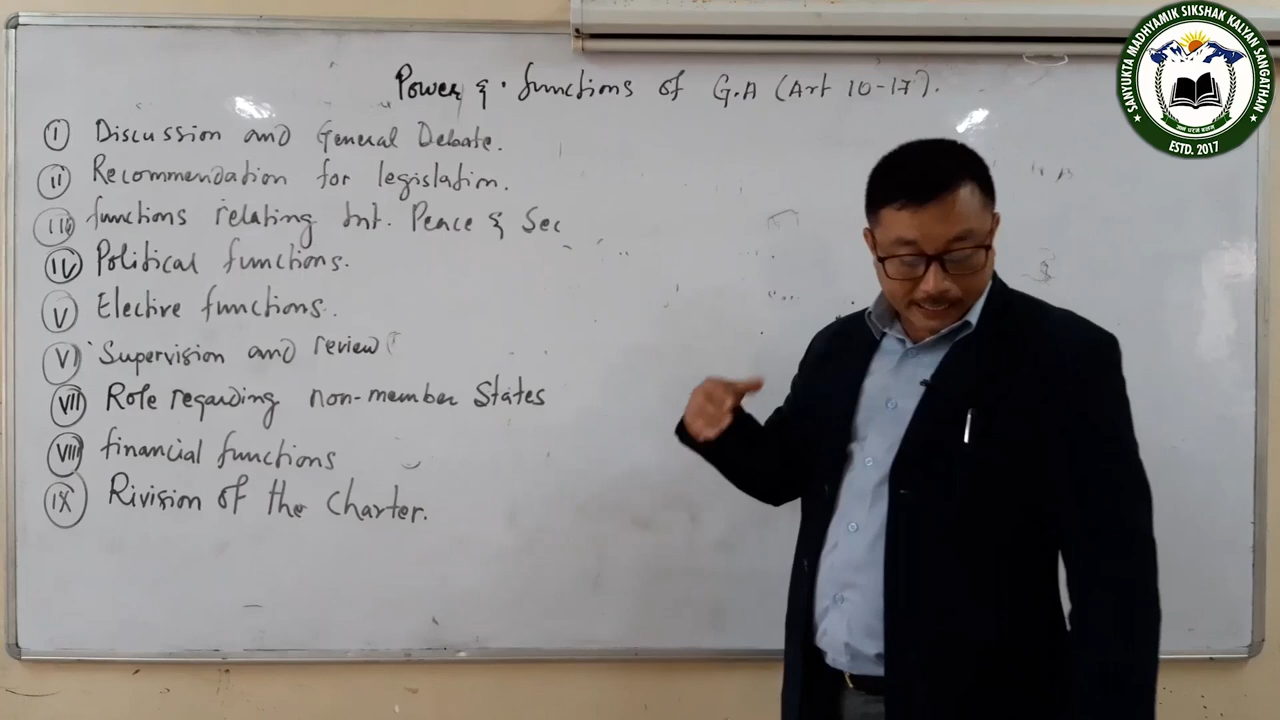 Power & functions of G.A (Art 10-17).
I Discussion and General Debate.
II Recommendation for legislation.
III functions relating Int. Peace & Sec
IV Political functions.
V Elective functions.
VI Supervision and review
VII Role regarding non-member States
VIII financial functions
IX Rivision of the Charter.
SANYUKTA MADHYAMIK SIKSHAK KALYAN SANGATHAN
ESTD. 2017